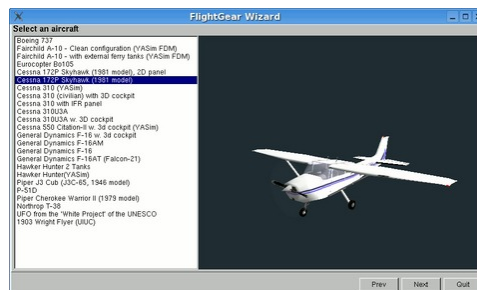 FlightGear Wizard
Select an aircraft
Boeing 737
Fairchild A-10 - Clean configuration (YASim FDM)
Fairchild A-10 - with external ferry tanks (YASim FDM)
Eurocopter Bo105
Cessna 172P Skyhawk (1981 model), 2D panel
Cessna 172P Skyhawk (1981 model)
Cessna 310 (YASim)
Cessna 310 (civilian) with 3D cockpit
Cessna 310 with IFR panel
Cessna 310U3A
Cessna 310U3A w. 3D cockpit
Cessna 550 Citation-II w. 3d cockpit (YASim)
General Dynamics F-16 w. 3d cockpit
General Dynamics F-16AM
General Dynamics F-16
General Dynamics F-16AT (Falcon-21)
Hawker Hunter 2 Tanks
Hawker Hunter(YASim)
Piper J3 Cub (J3C-65, 1946 model)
P-51D
Piper Cherokee Warrior II (1979 model)
Northrop T-38
UFO from the 'White Project' of the UNESCO
1903 Wright Flyer (UIUC)
Prev Next Quit